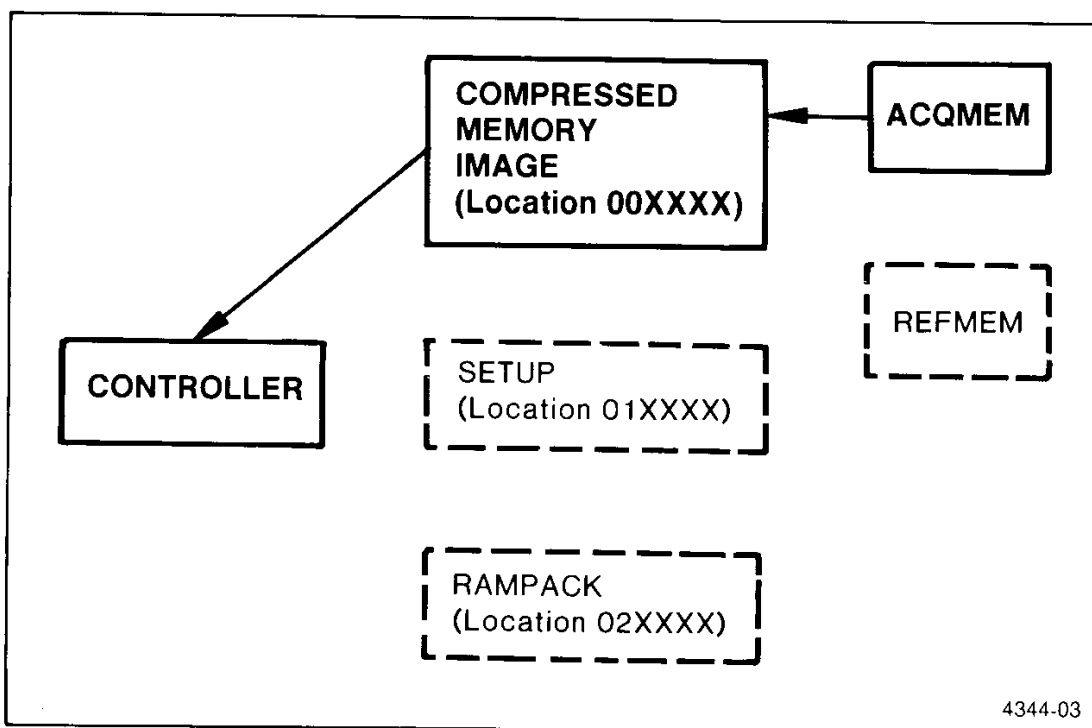 COMPRESSED
MEMORY
IMAGE
(Location 00XXXX)
ACQMEM
REFMEM
CONTROLLER
SETUP
(Location 01XXXX)
RAMPACK
(Location 02XXXX)
4344-03